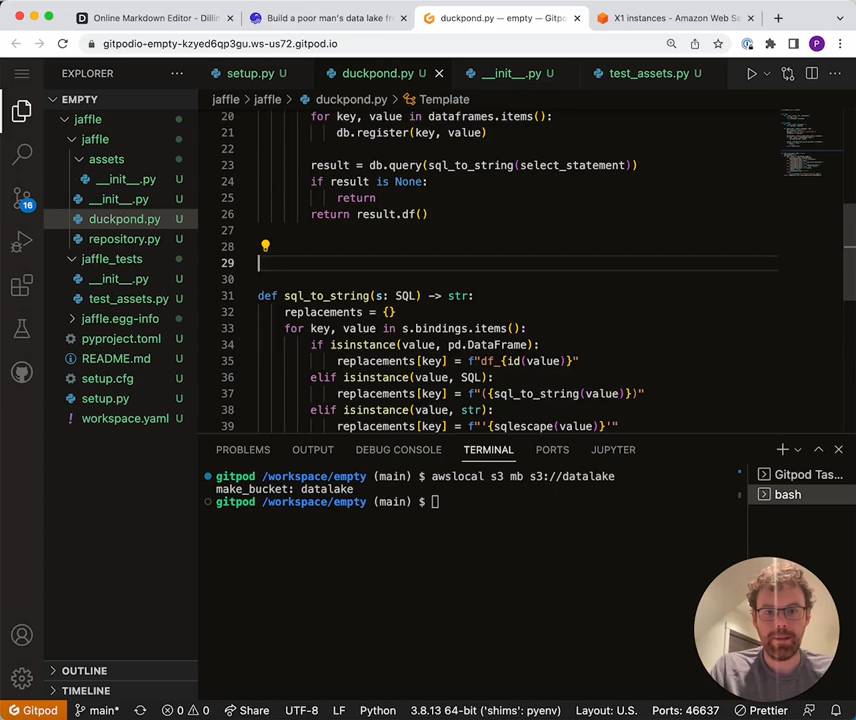 Online Markdown Editor - Dillin
Build a poor man's data lake fr
duckpond.py — empty — Gitpod
X1 instances - Amazon Web Se
gitpodio-empty-kzyed6qp3gu.ws-us72.gitpod.io
P
EXPLORER
setup.py U
duckpond.py U
__init__.py U
test_assets.py U
EMPTY
jaffle > jaffle > duckpond.py > Template
jaffle
jaffle
assets
__init__.py U
__init__.py U
duckpond.py U
repository.py U
jaffle_tests
__init__.py U
test_assets.py U
jaffle.egg-info
pyproject.toml U
README.md U
setup.cfg U
setup.py U
workspace.yaml U
16
20 for key, value in dataframes.items():
21 db.register(key, value)
22
23 result = db.query(sql_to_string(select_statement))
24 if result is None:
25 return
26 return result.df()
27
28
29
30
31 def sql_to_string(s: SQL) -> str:
32 replacements = {}
33 for key, value in s.bindings.items():
34 if isinstance(value, pd.DataFrame):
35 replacements[key] = f"df_{id(value)}"
36 elif isinstance(value, SQL):
37 replacements[key] = f"({sql_to_string(value)})"
38 elif isinstance(value, str):
39 replacements[key] = f"'{sqlescape(value)}'"
PROBLEMS OUTPUT DEBUG CONSOLE TERMINAL PORTS JUPYTER
gitpod /workspace/empty (main) $ awslocal s3 mb s3://datalake
make_bucket: datalake
gitpod /workspace/empty (main) $
Gitpod Tas...
bash
OUTLINE
TIMELINE
Gitpod main* 0 0 Share UTF-8 LF Python 3.8.13 64-bit ('shims': pyenv) Layout: U.S. Ports: 46637 Prettier